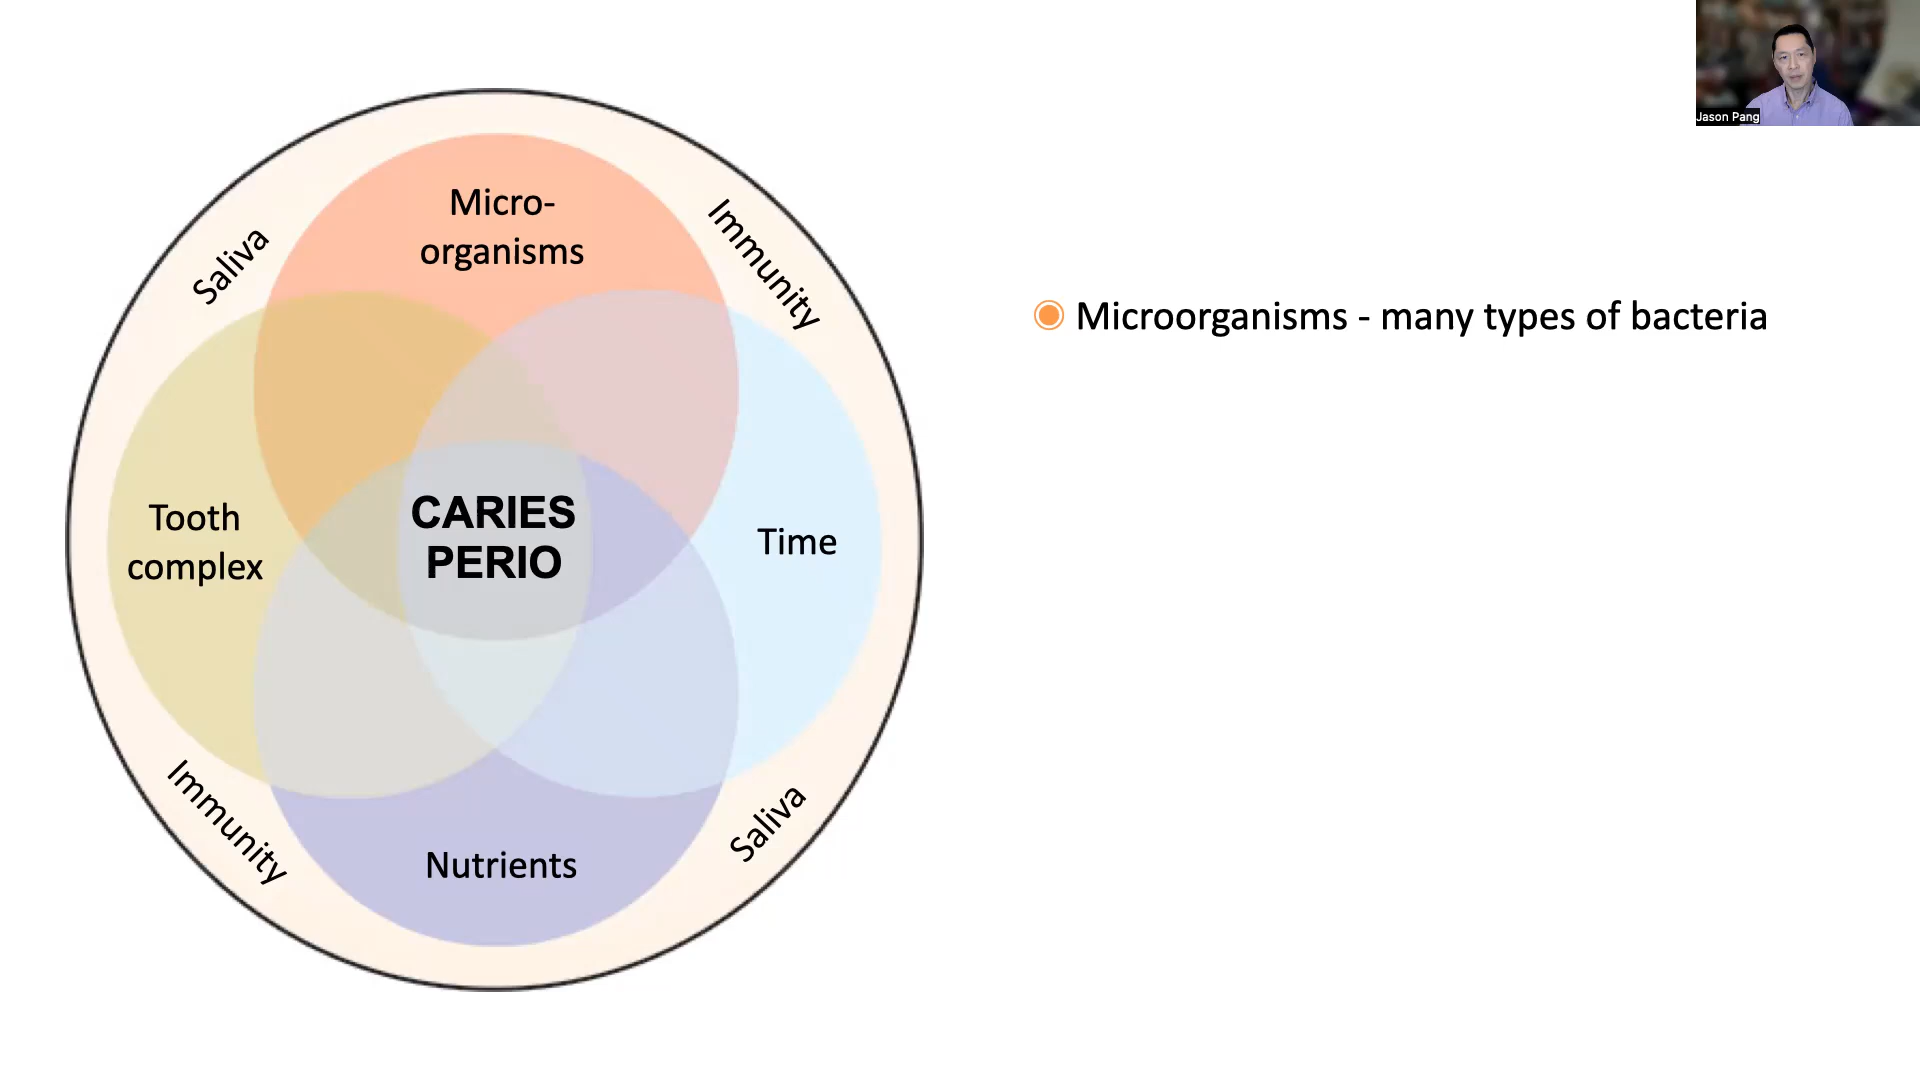 Jason Pang
Micro-
organisms
Saliva
Immunity
Microorganisms - many types of bacteria
Tooth
complex
CARIES
PERIO
Time
Immunity
Saliva
Nutrients